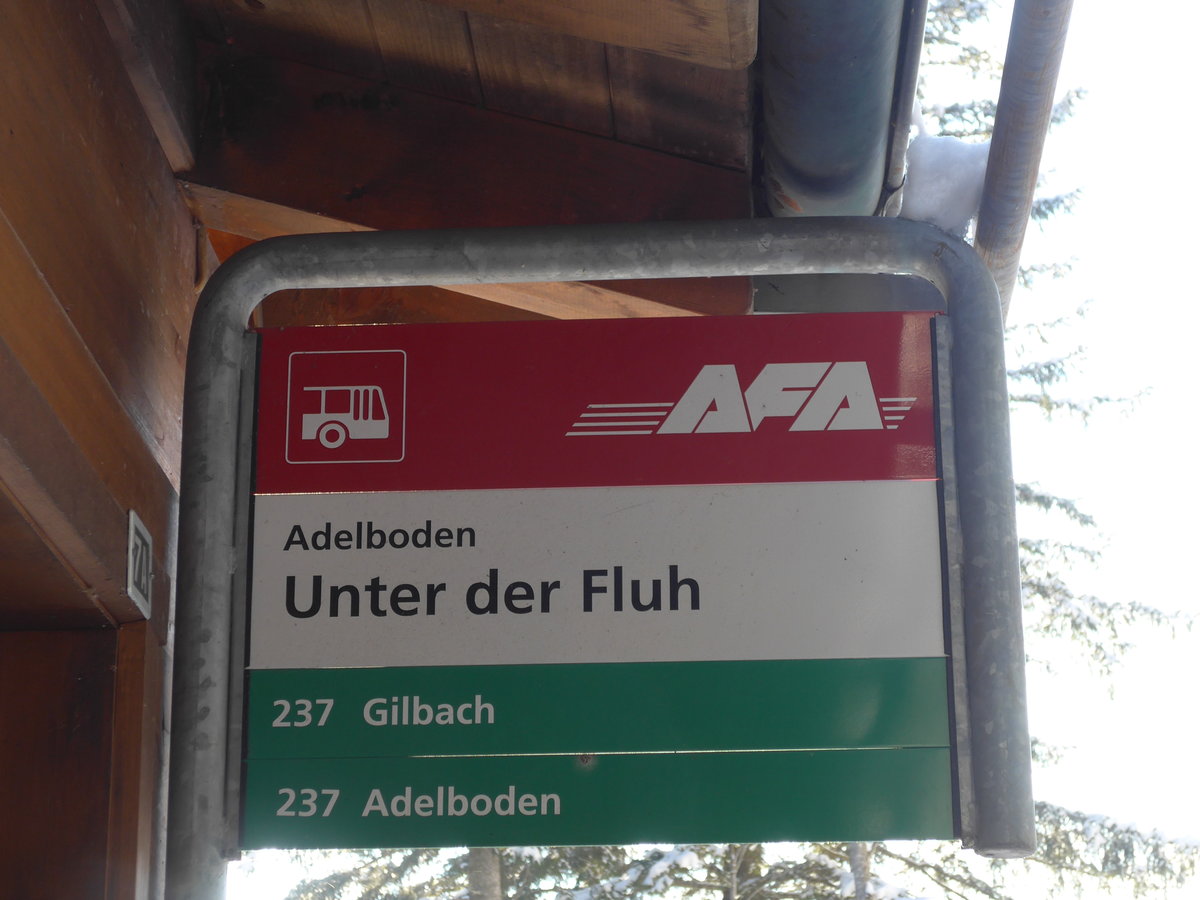 AFA
Adelboden
Unter der Fluh
237 Gilbach
237 Adelboden